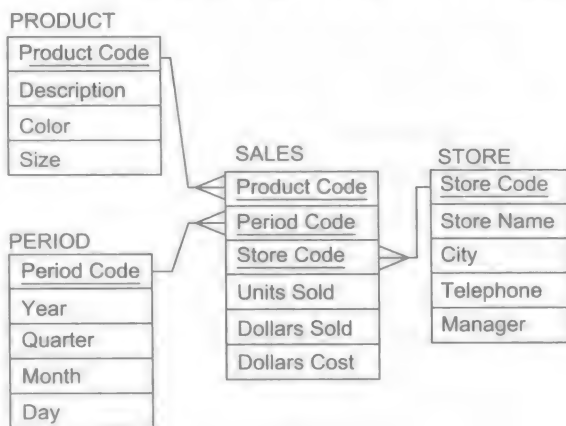 PRODUCT
Product Code
Description
Color
Size
PERIOD
Period Code
Year
Quarter
Month
Day
SALES
Product Code
Period Code
Store Code
Units Sold
Dollars Sold
Dollars Cost
STORE
Store Code
Store Name
City
Telephone
Manager